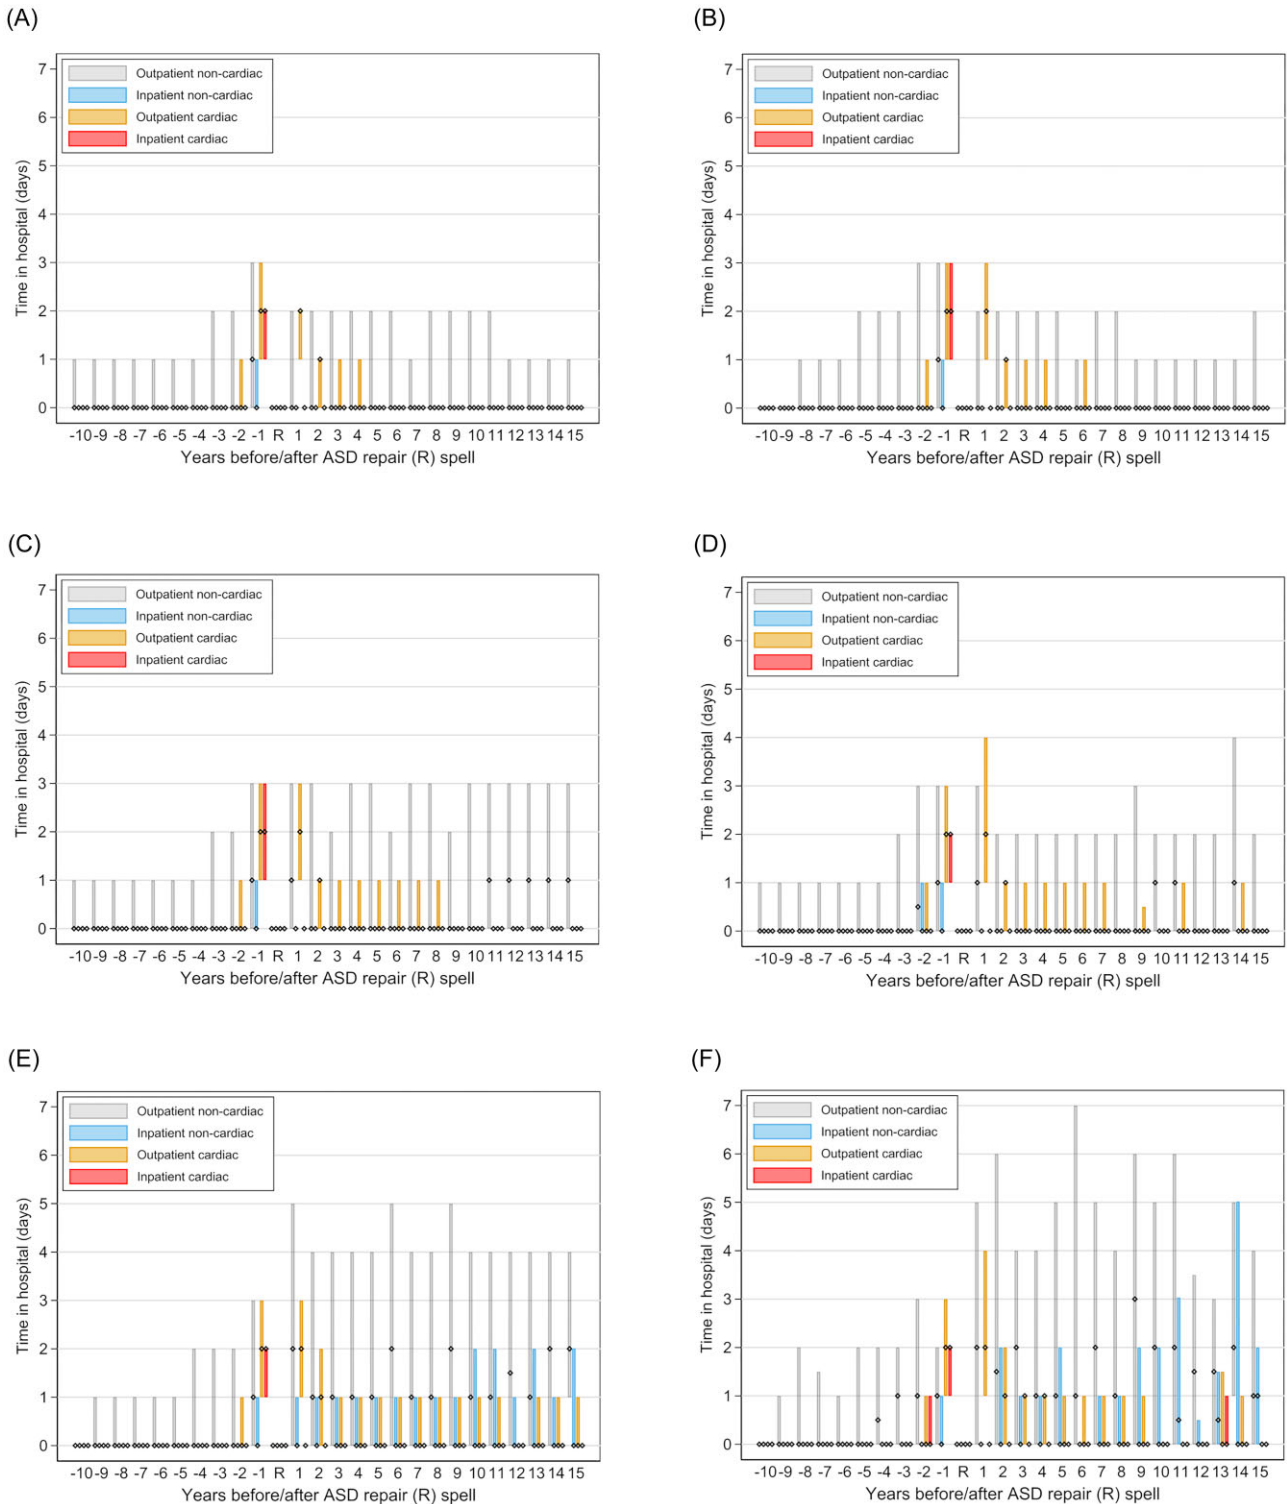 (A)
7
6
5
4
3
2
1
0
Time in hospital (days)
Outpatient non-cardiac
Inpatient non-cardiac
Outpatient cardiac
Inpatient cardiac
-10 -9 -8 -7 -6 -5 -4 -3 -2 -1 R 1 2 3 4 5 6 7 8 9 10 11 12 13 14 15
Years before/after ASD repair (R) spell
(B)
7
6
5
4
3
2
1
0
Time in hospital (days)
Outpatient non-cardiac
Inpatient non-cardiac
Outpatient cardiac
Inpatient cardiac
-10 -9 -8 -7 -6 -5 -4 -3 -2 -1 R 1 2 3 4 5 6 7 8 9 10 11 12 13 14 15
Years before/after ASD repair (R) spell
(C)
7
6
5
4
3
2
1
0
Time in hospital (days)
Outpatient non-cardiac
Inpatient non-cardiac
Outpatient cardiac
Inpatient cardiac
-10 -9 -8 -7 -6 -5 -4 -3 -2 -1 R 1 2 3 4 5 6 7 8 9 10 11 12 13 14 15
Years before/after ASD repair (R) spell
(D)
7
6
5
4
3
2
1
0
Time in hospital (days)
Outpatient non-cardiac
Inpatient non-cardiac
Outpatient cardiac
Inpatient cardiac
-10 -9 -8 -7 -6 -5 -4 -3 -2 -1 R 1 2 3 4 5 6 7 8 9 10 11 12 13 14 15
Years before/after ASD repair (R) spell
(E)
7
6
5
4
3
2
1
0
Time in hospital (days)
Outpatient non-cardiac
Inpatient non-cardiac
Outpatient cardiac
Inpatient cardiac
-10 -9 -8 -7 -6 -5 -4 -3 -2 -1 R 1 2 3 4 5 6 7 8 9 10 11 12 13 14 15
Years before/after ASD repair (R) spell
(F)
7
6
5
4
3
2
1
0
Time in hospital (days)
Outpatient non-cardiac
Inpatient non-cardiac
Outpatient cardiac
Inpatient cardiac
-10 -9 -8 -7 -6 -5 -4 -3 -2 -1 R 1 2 3 4 5 6 7 8 9 10 11 12 13 14 15
Years before/after ASD repair (R) spell